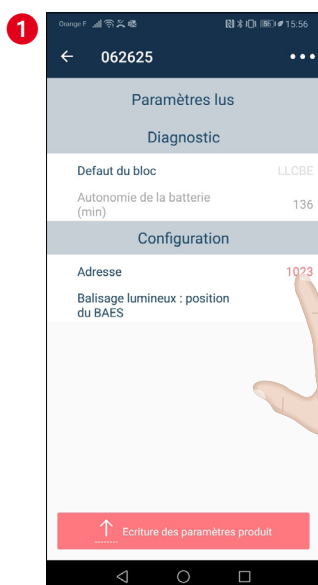 1
Orange F 15:56
062625
Paramètres lus
Diagnostic
Defaut du bloc LLCBE
Autonomie de la batterie
(min) 136
Configuration
Adresse 1023
Balisage lumineux : position
du BAES
Ecriture des paramètres produit